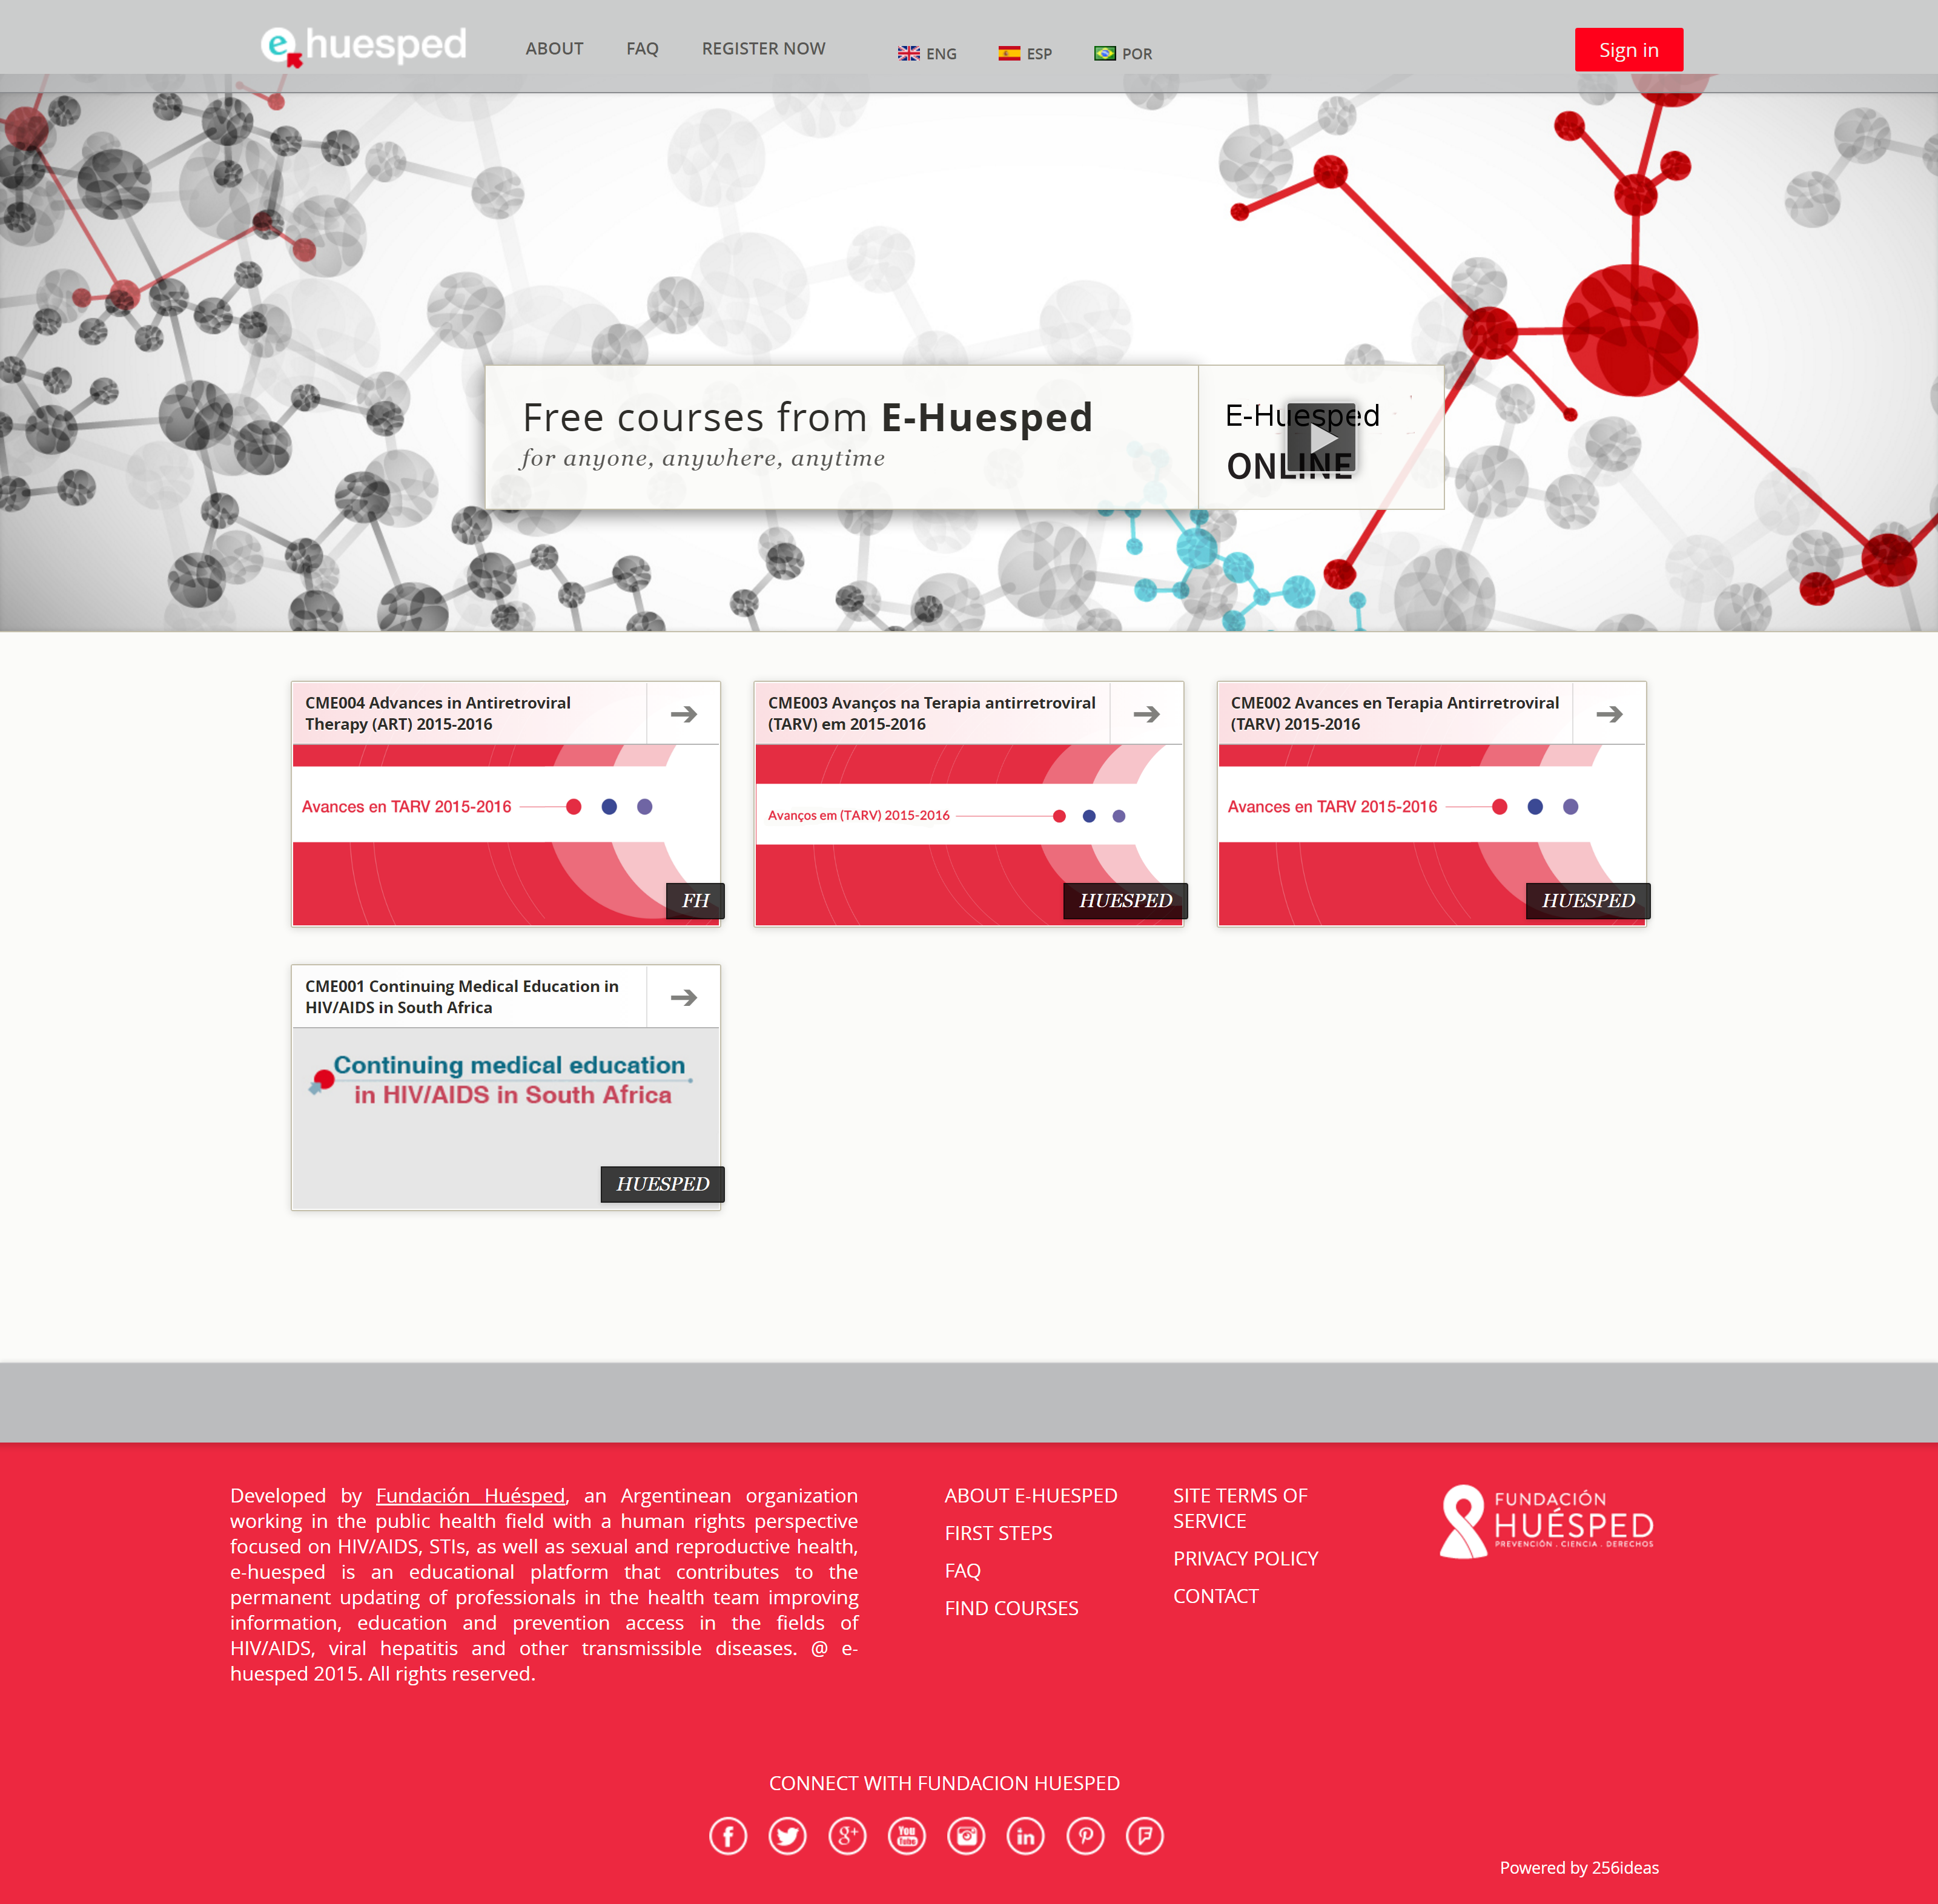 e huesped
ABOUT
FAQ
REGISTER NOW
ENG
ESP
POR
Sign in
Free courses from E-Huesped
for anyone, anywhere, anytime
E-Huesped
ONLINE
CME004 Advances in Antiretroviral
Therapy (ART) 2015-2016
Avances en TARV 2015-2016
FH
CME003 Avanços na Terapia antirretroviral
(TARV) em 2015-2016
Avanços em (TARV) 2015-2016
HUESPED
CME002 Avances en Terapia Antirretroviral
(TARV) 2015-2016
Avances en TARV 2015-2016
HUESPED
CME001 Continuing Medical Education in
HIV/AIDS in South Africa
Continuing medical education
in HIV/AIDS in South Africa
HUESPED
Developed by Fundación Huésped, an Argentinean organization
working in the public health field with a human rights perspective
focused on HIV/AIDS, STIs, as well as sexual and reproductive health,
e-huesped is an educational platform that contributes to the
permanent updating of professionals in the health team improving
information, education and prevention access in the fields of
HIV/AIDS, viral hepatitis and other transmissible diseases. @ e-
huesped 2015. All rights reserved.
ABOUT E-HUESPED
FIRST STEPS
FAQ
FIND COURSES
SITE TERMS OF
SERVICE
PRIVACY POLICY
CONTACT
FUNDACIÓN
HUÉSPED
PREVENCIÓN . CIENCIA . DERECHOS
CONNECT WITH FUNDACION HUESPED
f
g+
You
Tube
in
Powered by 256ideas